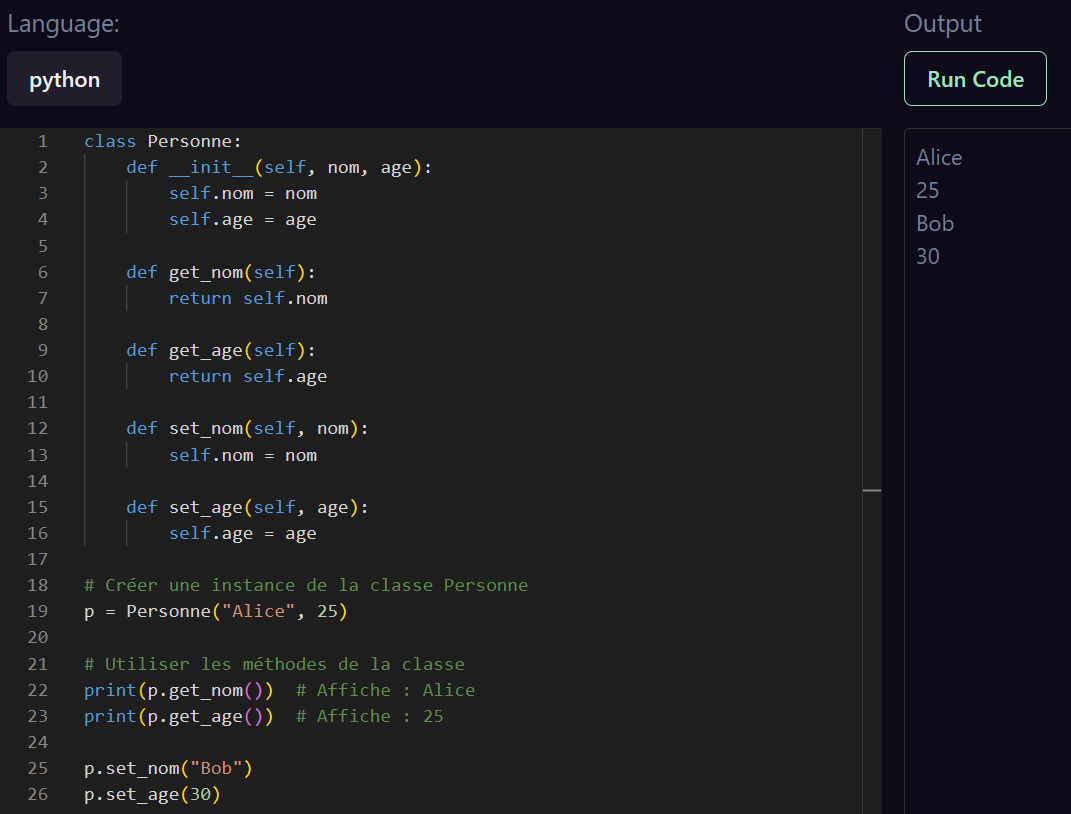 Language:
python
1 class Personne:
2     def __init__(self, nom, age):
3         self.nom = nom
4         self.age = age
5
6     def get_nom(self):
7         return self.nom
8
9     def get_age(self):
10         return self.age
11
12     def set_nom(self, nom):
13         self.nom = nom
14
15     def set_age(self, age):
16         self.age = age
17
18 # Créer une instance de la classe Personne
19 p = Personne("Alice", 25)
20
21 # Utiliser les méthodes de la classe
22 print(p.get_nom())  # Affiche : Alice
23 print(p.get_age())  # Affiche : 25
24
25 p.set_nom("Bob")
26 p.set_age(30)
Output
Run Code
Alice
25
Bob
30